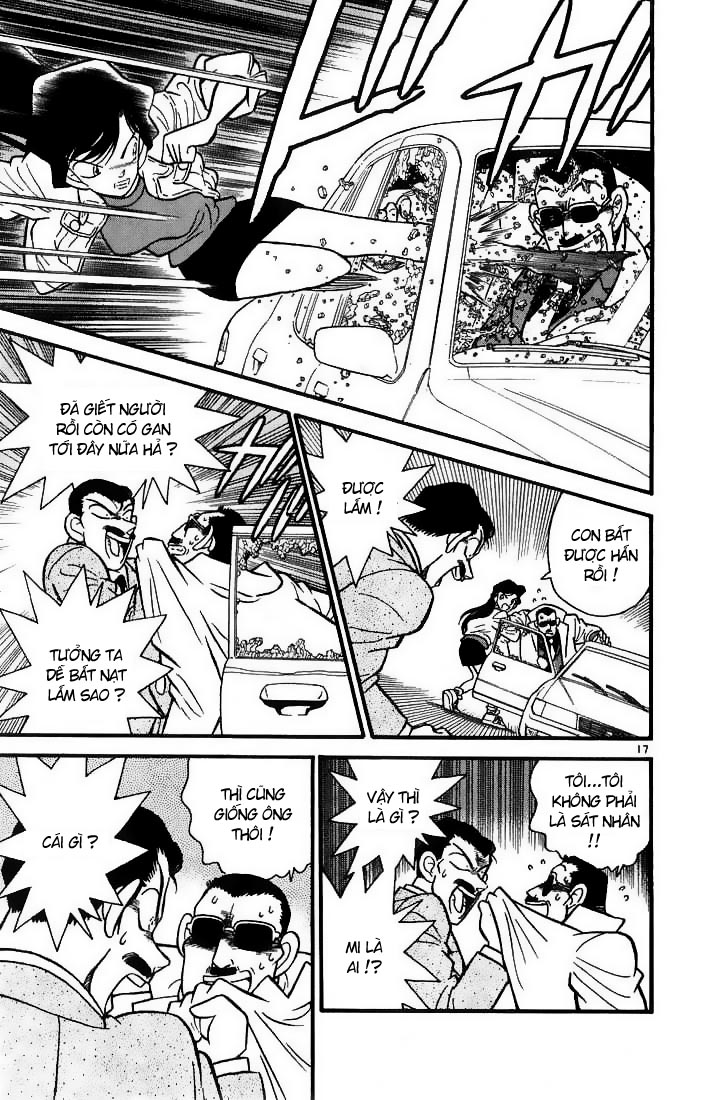 CON BẮT
ĐƯỢC HẮN
RỒI !
ĐƯỢC
LẮM !
ĐÃ GIẾT NGƯỜI
RỒI CÒN CÓ GAN
TỚI ĐÂY NỮA HẢ ?
TƯỞNG TA
DỄ BẮT NẠT
LẮM SAO ?
17
TÔI...TÔI
KHÔNG PHẢI
LÀ SÁT NHÂN
!!
VẬY THÌ
LÀ GÌ ?
MI LÀ
AI !?
THÌ CŨNG
GIỐNG ÔNG
THÔI !
CÁI GÌ ?